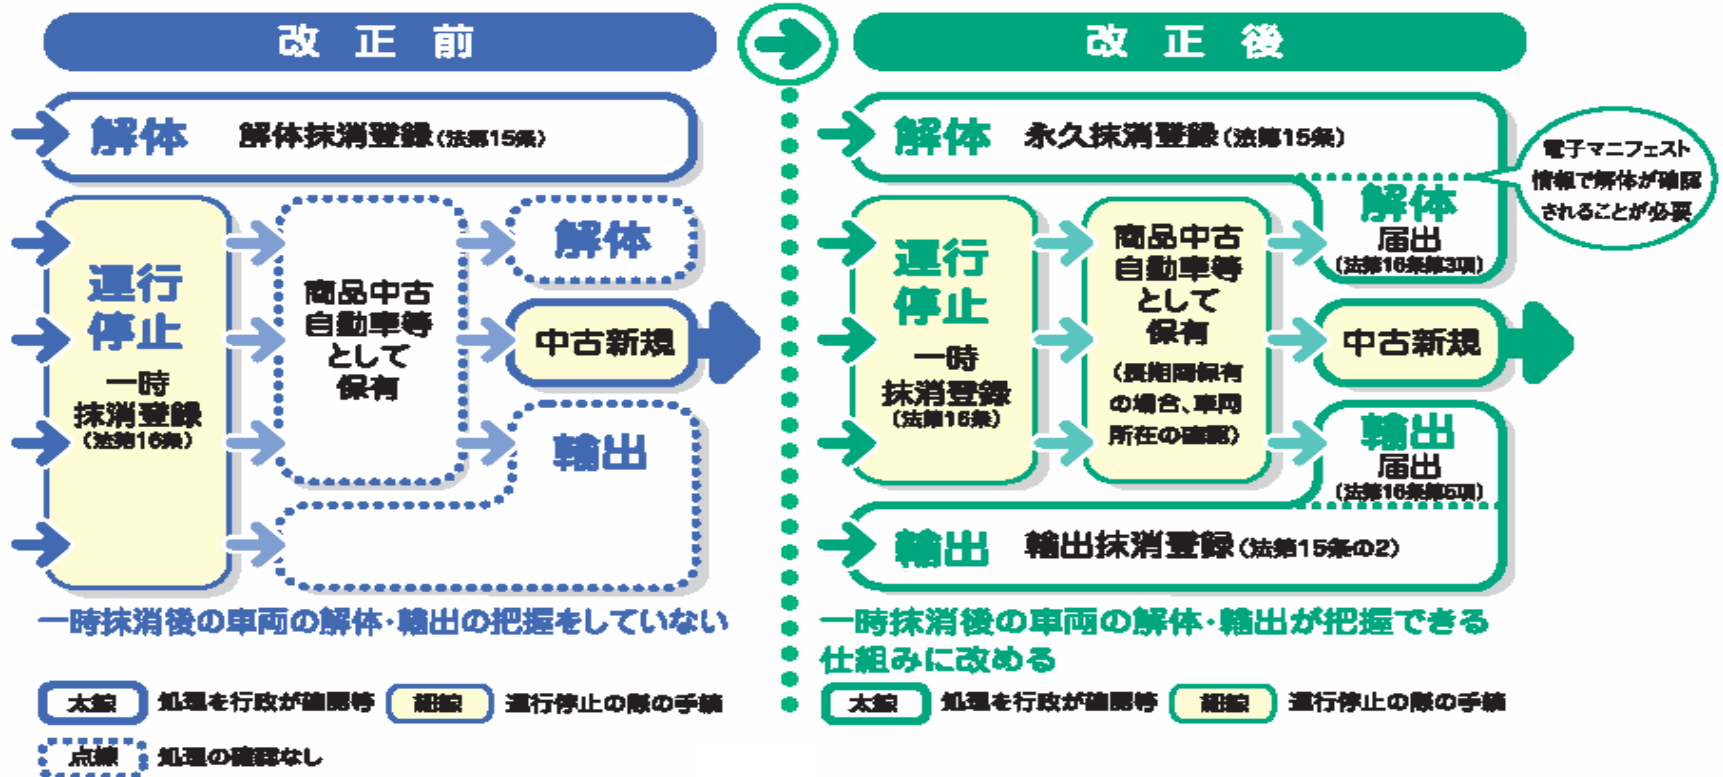 改正前
解体 解体抹消登録(法第15条)
運行
停止
一時
抹消登録
(法第16条)
商品中古
自動車等
として
保有
解体
中古新規
輸出
一時抹消後の車両の解体・輸出の把握をしていない
太線 処理を行政が確認等 細線 運行停止の際の手続
点線 処理の確認なし
改正後
解体 永久抹消登録(法第15条)
電子マニフェスト
情報で解体が確認
されることが必要
運行
停止
一時
抹消登録
(法第16条)
商品中古
自動車等
として
保有
(長期間保有
の場合、車両
所在の確認)
解体
届出
(法第16条第3項)
中古新規
輸出
届出
(法第16条第5項)
輸出 輸出抹消登録(法第15条の2)
一時抹消後の車両の解体・輸出が把握できる
仕組みに改める
太線 処理を行政が確認等 細線 運行停止の際の手続